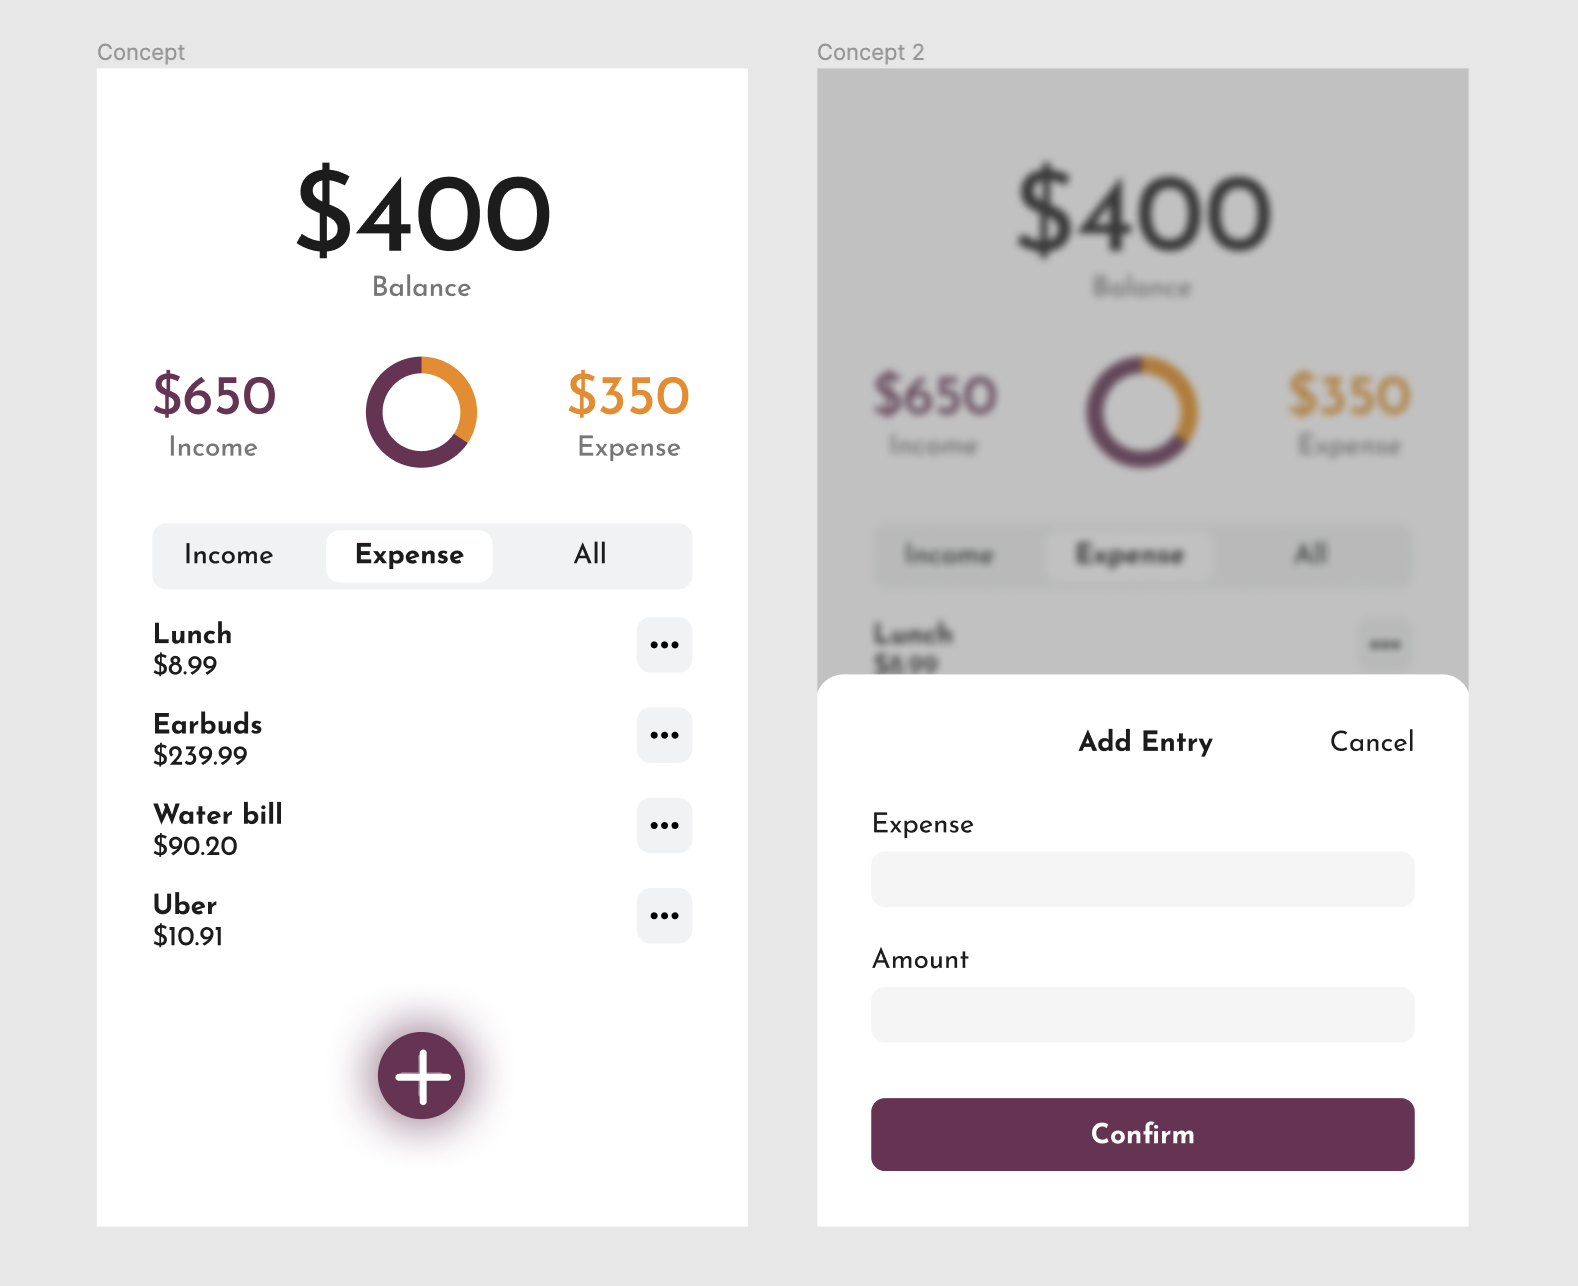 Concept
$400
Balance
$650
Income
$350
Expense
Income Expense All
Lunch
$8.99
Earbuds
$239.99
Water bill
$90.20
Uber
$10.91
Concept 2
$400
Balance
$650
Income
$350
Expense
Income Expense All
Lunch
$8.99
Add Entry Cancel
Expense
Amount
Confirm